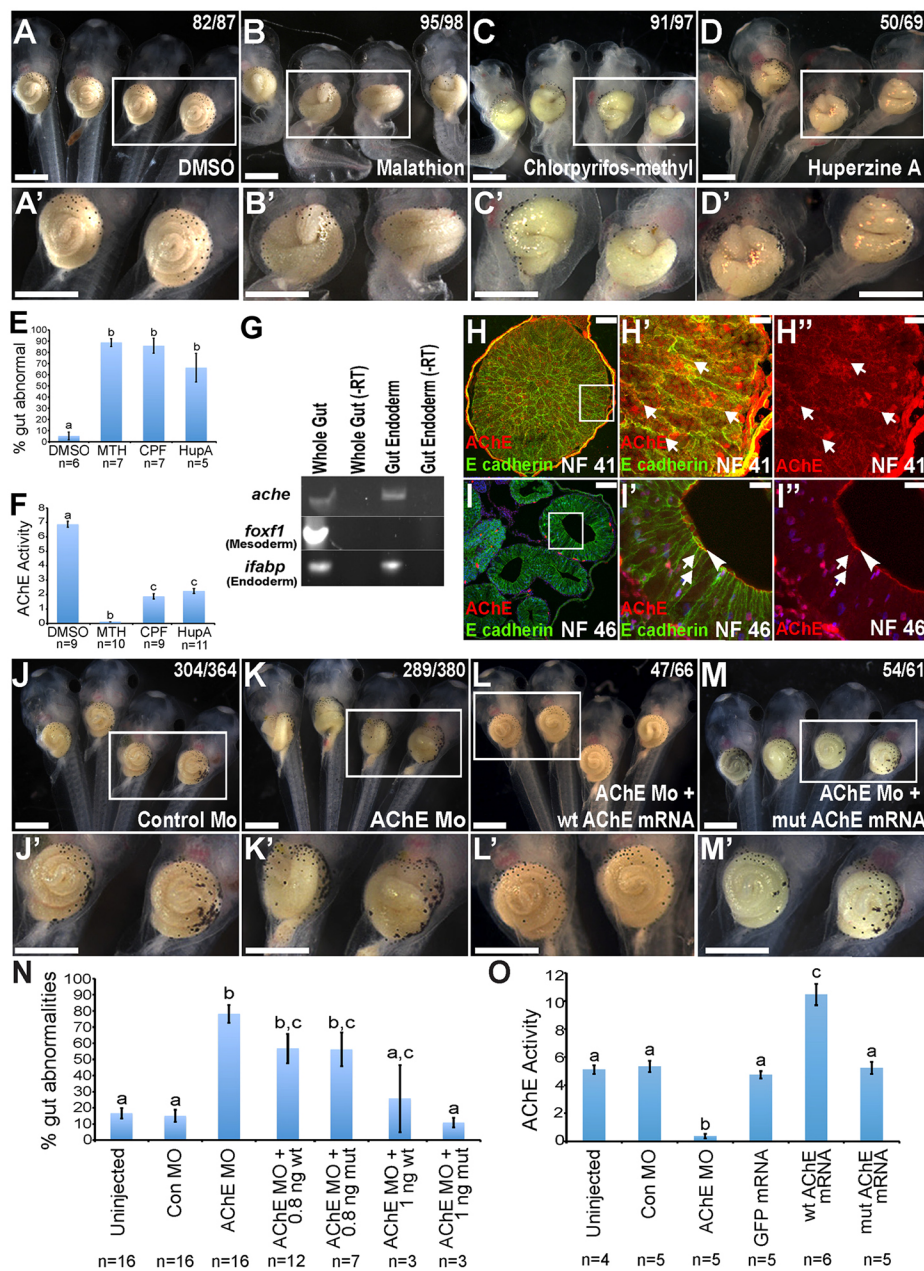 A 82/87 B 95/98 C 91/97 D 50/69
DMSO Malathion Chlorpyrifos-methyl Huperzine A
A' B' C' D'
E
% gut abnormal
100
90
80
70
60
50
40
30
20
10
0
a b b b
DMSO MTH CPF HupA
n=6 n=7 n=7 n=5
F
AChE Activity
7
6
5
4
3
2
1
0
a b c c
DMSO MTH CPF HupA
n=9 n=10 n=9 n=11
G
Whole Gut
Whole Gut (-RT)
Gut Endoderm
Gut Endoderm (-RT)
ache
foxf1
(Mesoderm)
ifabp
(Endoderm)
H H' H"
AChE AChE
E cadherin NF 41 E cadherin NF 41 AChE NF 41
I I' I"
AChE AChE
E cadherin NF 46 E cadherin NF 46 AChE NF 46
J 304/364 K 289/380 L 47/66 M 54/61
Control Mo AChE Mo AChE Mo + AChE Mo +
wt AChE mRNA mut AChE mRNA
J' K' L' M'
N
% gut abnormalities
100
90
80
70
60
50
40
30
20
10
0
a a b b,c b,c a,c a
Uninjected
Con MO
AChE MO
AChE MO +
0.8 ng wt
AChE MO +
0.8 ng mut
AChE MO +
1 ng wt
AChE MO +
1 ng mut
n=16 n=16 n=16 n=12 n=7 n=3 n=3
O
AChE Activity
12
10
8
6
4
2
0
a a b a c a
Uninjected
Con MO
AChE MO
GFP mRNA
wt AChE
mRNA
mut AChE
mRNA
n=4 n=5 n=5 n=5 n=6 n=5